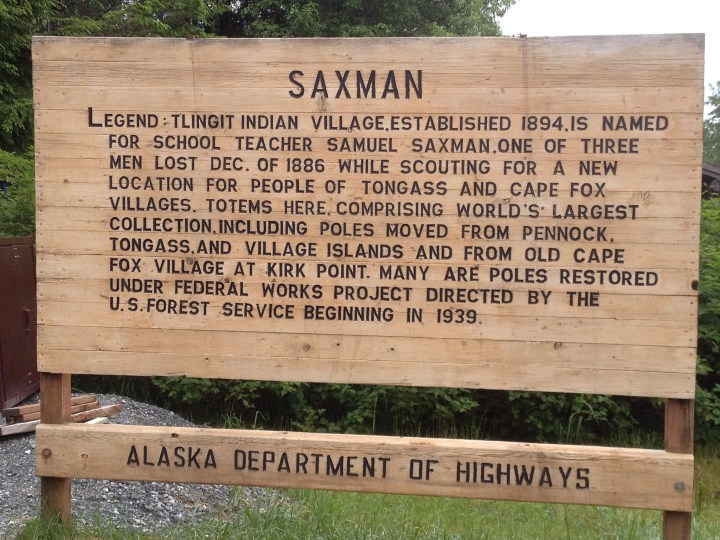 SAXMAN
LEGEND: TLINGIT INDIAN VILLAGE, ESTABLISHED 1894, IS NAMED
FOR SCHOOL TEACHER SAMUEL SAXMAN, ONE OF THREE
MEN LOST DEC. OF 1886 WHILE SCOUTING FOR A NEW
LOCATION FOR PEOPLE OF TONGASS AND CAPE FOX
VILLAGES. TOTEMS HERE, COMPRISING WORLD'S LARGEST
COLLECTION, INCLUDING POLES MOVED FROM PENNOCK,
TONGASS, AND VILLAGE ISLANDS AND FROM OLD CAPE
FOX VILLAGE AT KIRK POINT. MANY ARE POLES RESTORED
UNDER FEDERAL WORKS PROJECT DIRECTED BY THE
U.S. FOREST SERVICE BEGINNING IN 1939.
ALASKA DEPARTMENT OF HIGHWAYS